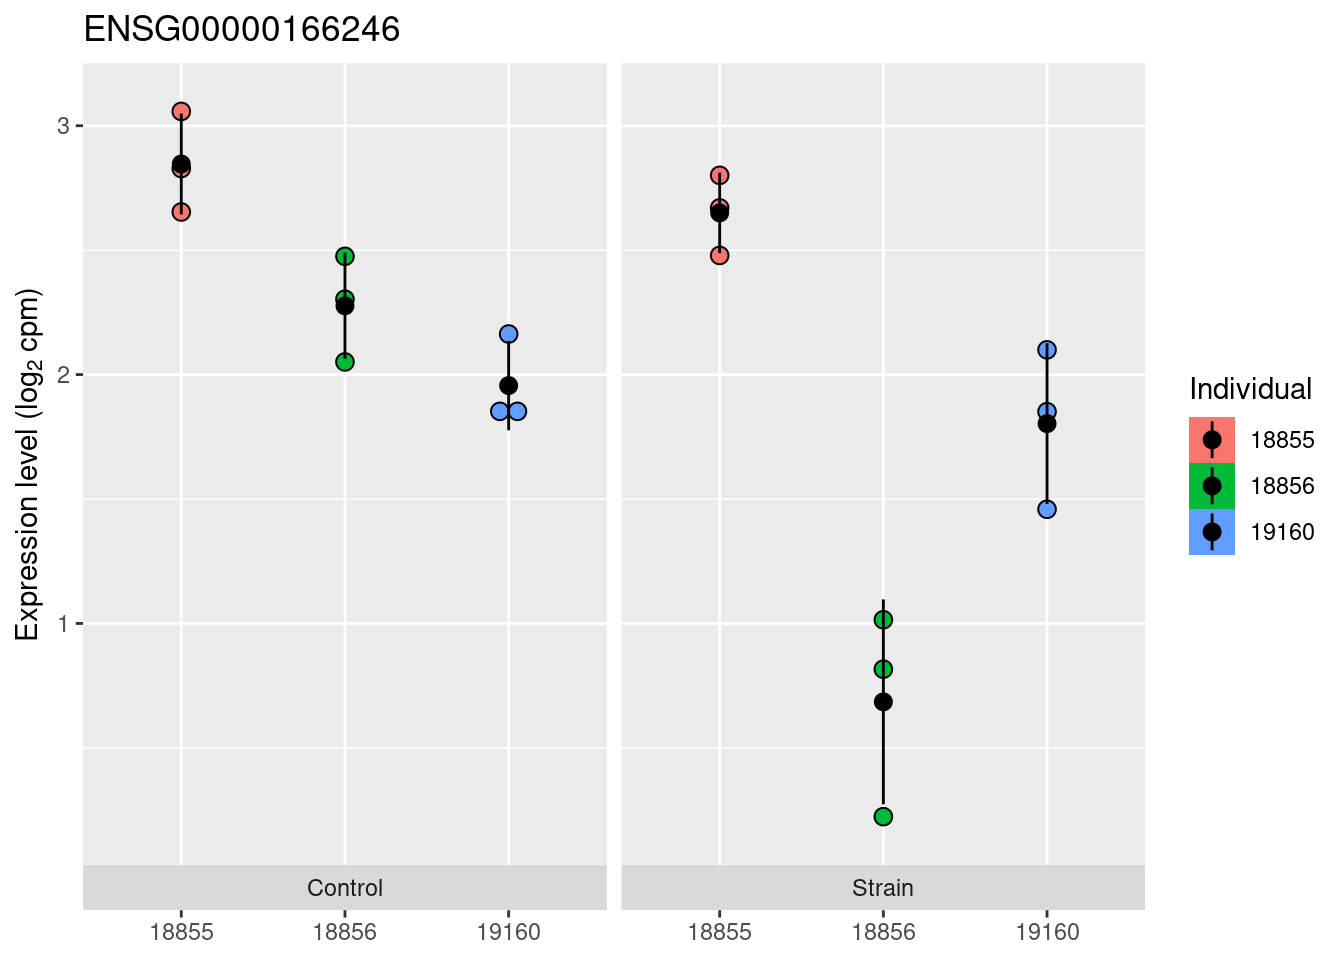 ENSG00000166246
Expression level (log2 cpm)
3
2
1
Control
Strain
18855
18856
19160
18855
18856
19160
Individual
18855
18856
19160